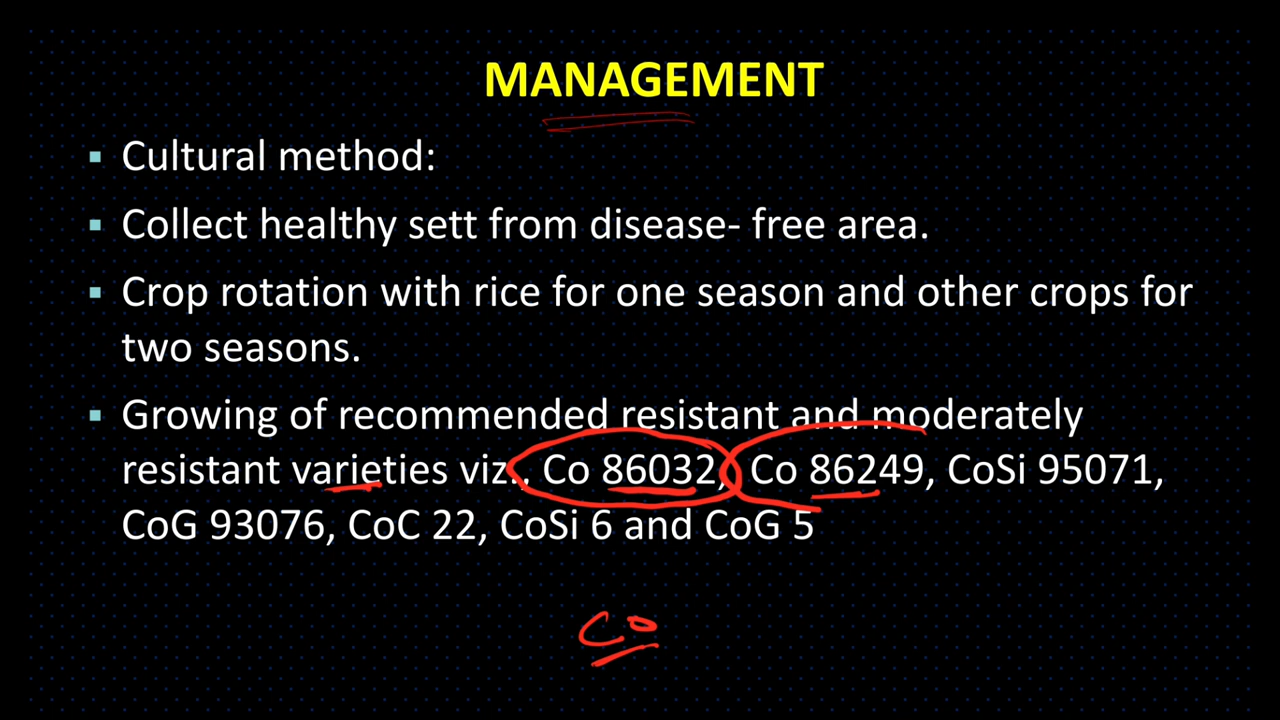 MANAGEMENT
▪ Cultural method:
▪ Collect healthy sett from disease- free area.
▪ Crop rotation with rice for one season and other crops for
two seasons.
▪ Growing of recommended resistant and moderately
resistant varieties viz., Co 86032, Co 86249, CoSi 95071,
CoG 93076, CoC 22, CoSi 6 and CoG 5
Co